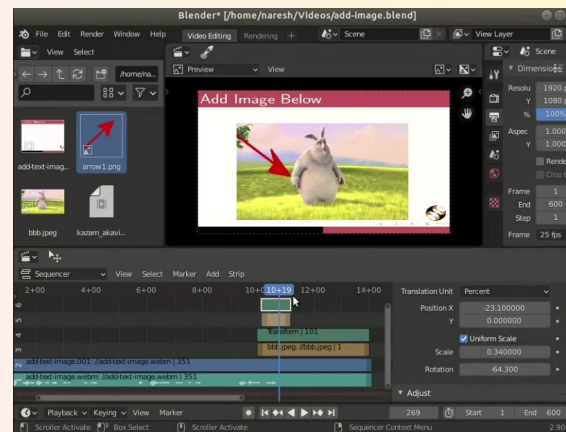 Blender* [/home/naresh/Videos/add-image.blend]
File Edit Render Window Help Video Editing Rendering + Scene View Layer
View Select
Scene
/home/na...
Preview View
Dimensions
Resolu 1920 p
Y 1080 p
% 100%
Aspec 1.000
Y 1.000
Rende
Crop t
Frame 1
End 600
Step 1
Frame 25 fps
add-text-imag...
arrow1.png
bbb.jpeg
kazam_akavi...
Add Image Below
Sequencer View Select Marker Add Strip
2+00 4+00 6+00 8+00 10+19 12+00 14+00
Transform | 101
bbb.jpeg: //bbb.jpeg | 1
add-text-image.001: //add-text-image.webm | 351
add-text-image.webm: //add-text-image.webm | 351
6
5
4
3
2
Translation Unit Percent
Position X -23.100000
Y 0.000000
Uniform Scale
Scale 0.340000
Rotation -64.300
Adjust
Playback Keying View Marker 269 Start 1 End 600
Scroller Activate Box Select Scroller Activate Sequencer Context Menu 2.90